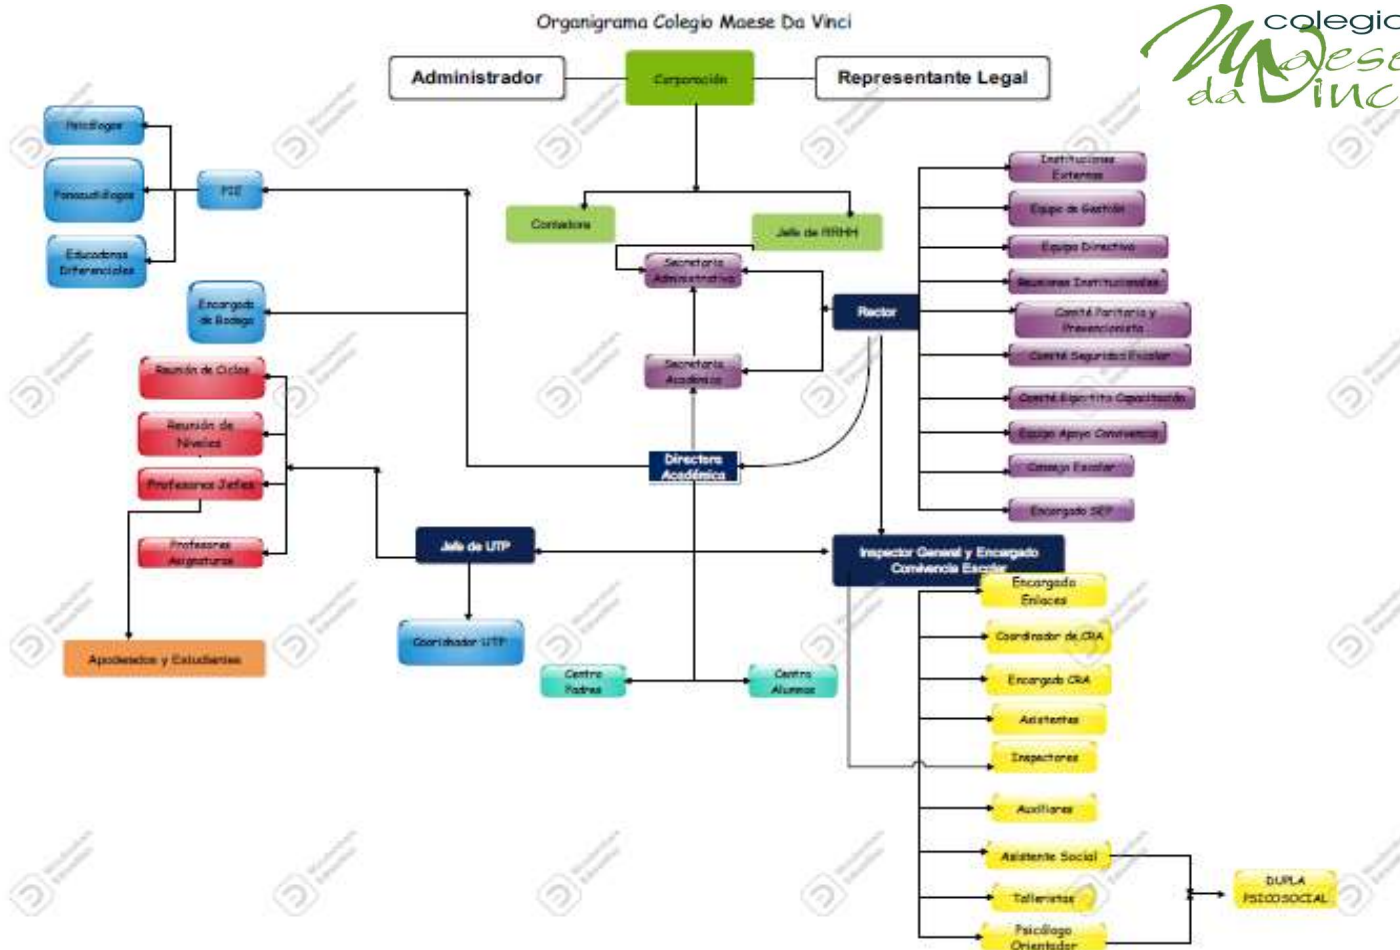 Organigrama Colegio Maese Da Vinci
colegio
Maese
da Vinci
Administrador
Corporación
Representante Legal
Psicólogos
Fonoaudiólogos
Educadoras
Diferenciales
PIE
Contadora
Jefe de RRHH
Secretaria
Administrativa
Encargado
de Bodega
Rector
Instituciones
Externas
Equipo de Gestión
Equipo Directivo
Reuniones Institucionales
Comité Paritario y
Prevencionista
Comité Seguridad Escolar
Comité Bipartito Capacitación
Equipo Apoyo Convivencia
Consejo Escolar
Encargado SEP
Reunión de Ciclos
Reunión de
Niveles
Profesores Jefes
Profesores
Asignaturas
Secretaria
Académica
Directora
Académica
Jefe de UTP
Inspector General y Encargado
Convivencia Escolar
Coordinador UTP
Apoderados y Estudiantes
Centro
Padres
Centro
Alumnos
Encargado
Enlaces
Coordinador de CRA
Encargado CRA
Asistentes
Inspectores
Auxiliares
Asistente Social
Talleristas
Psicólogo
Orientador
DUPLA
PSICOSOCIAL